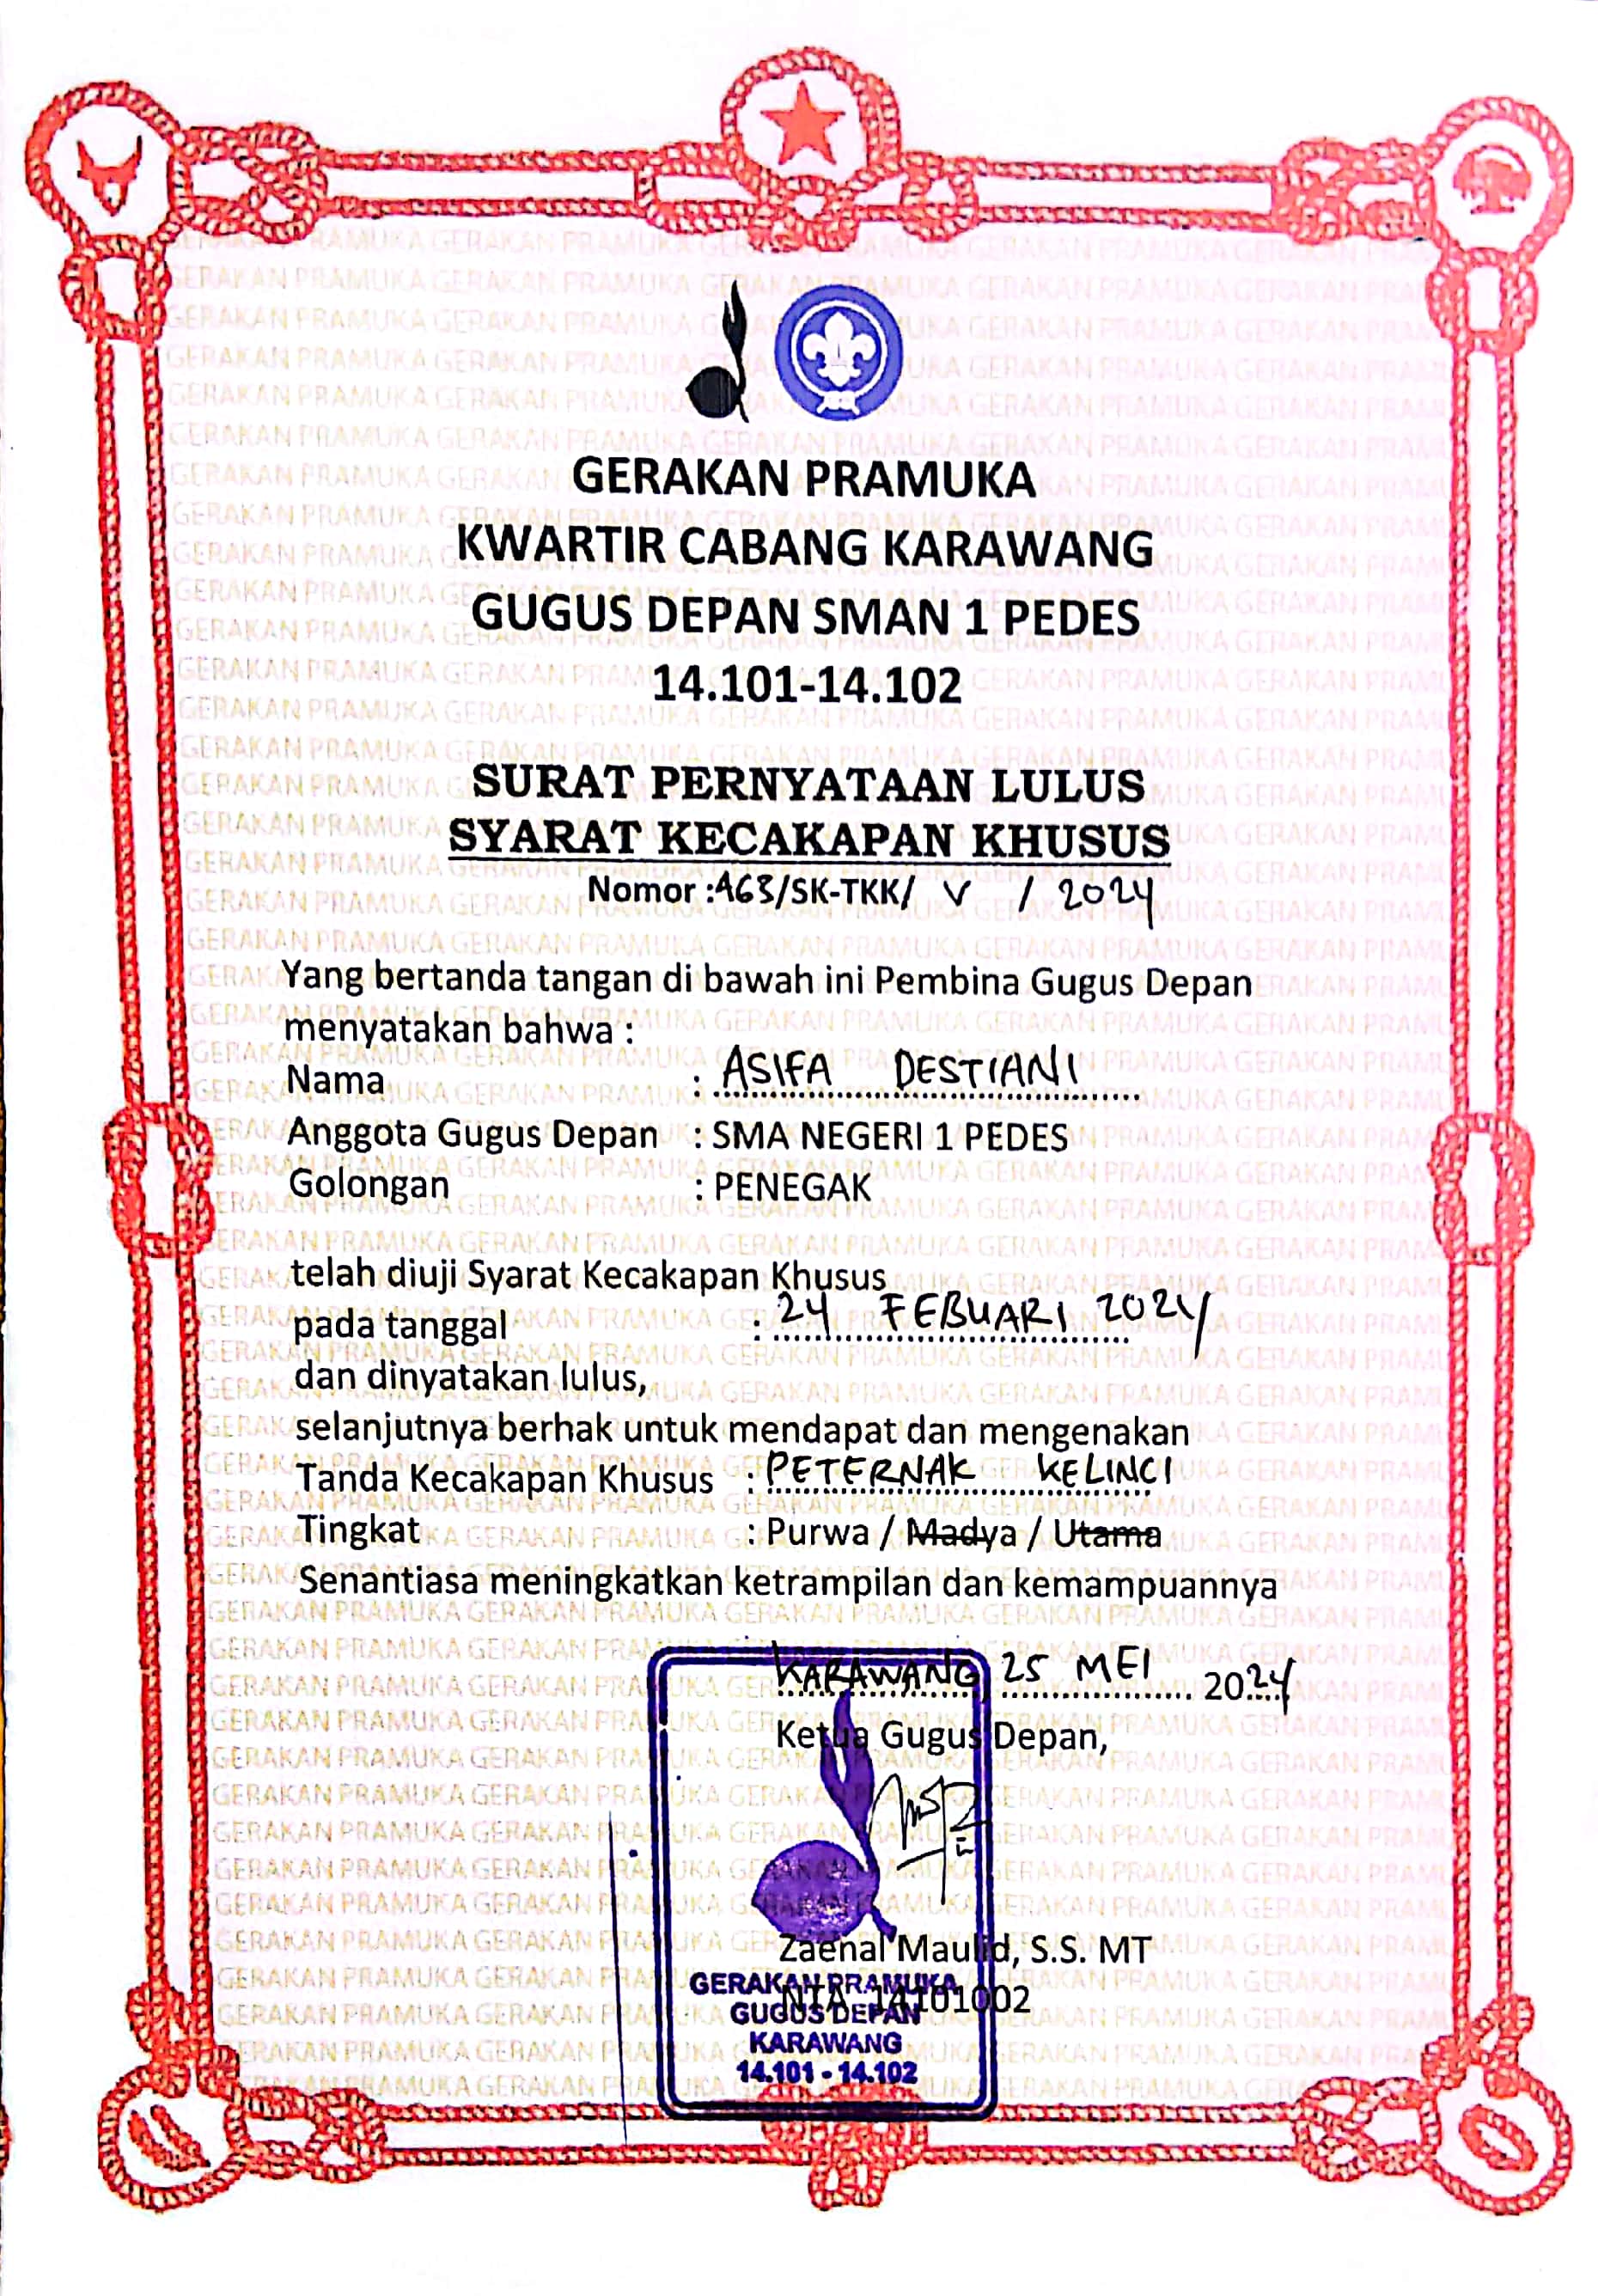 GERAKAN PRAMUKA
KWARTIR CABANG KARAWANG
GUGUS DEPAN SMAN 1 PEDES
14.101-14.102
SURAT PERNYATAAN LULUS
SYARAT KECAKAPAN KHUSUS
Nomor : 463/SK-TKK/ V / 2024
Yang bertanda tangan di bawah ini Pembina Gugus Depan
menyatakan bahwa :
Nama : ASIFA DESTIANI
Anggota Gugus Depan : SMA NEGERI 1 PEDES
Golongan : PENEGAK
telah diuji Syarat Kecakapan Khusus
pada tanggal : 24 FEBUARI 2024
dan dinyatakan lulus,
selanjutnya berhak untuk mendapat dan mengenakan
Tanda Kecakapan Khusus : PETERNAK KELINCI
Tingkat : Purwa / Madya / Utama
Senantiasa meningkatkan ketrampilan dan kemampuannya
KARAWANG, 25 MEI 2024
Ketua Gugus Depan,
Zaenal Maulid, S.S. MT
NTA. 14101002
GERAKAN PRAMUKA
GUGUS DEPAN
KARAWANG
14.101 - 14.102